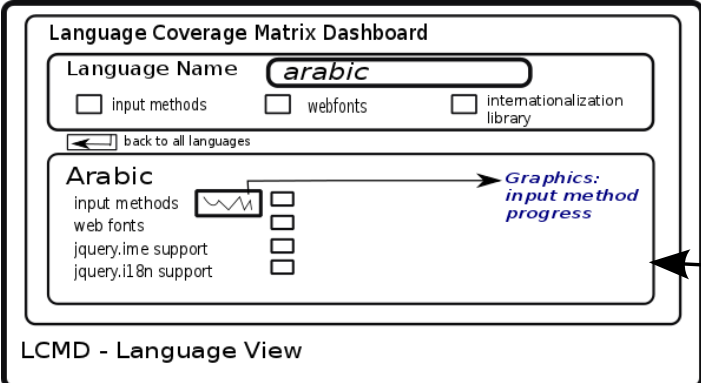 Language Coverage Matrix Dashboard
Language Name arabic
input methods webfonts internationalization
library
back to all languages
Arabic
input methods
web fonts
jquery.ime support
jquery.i18n support
Graphics:
input method
progress
LCMD - Language View